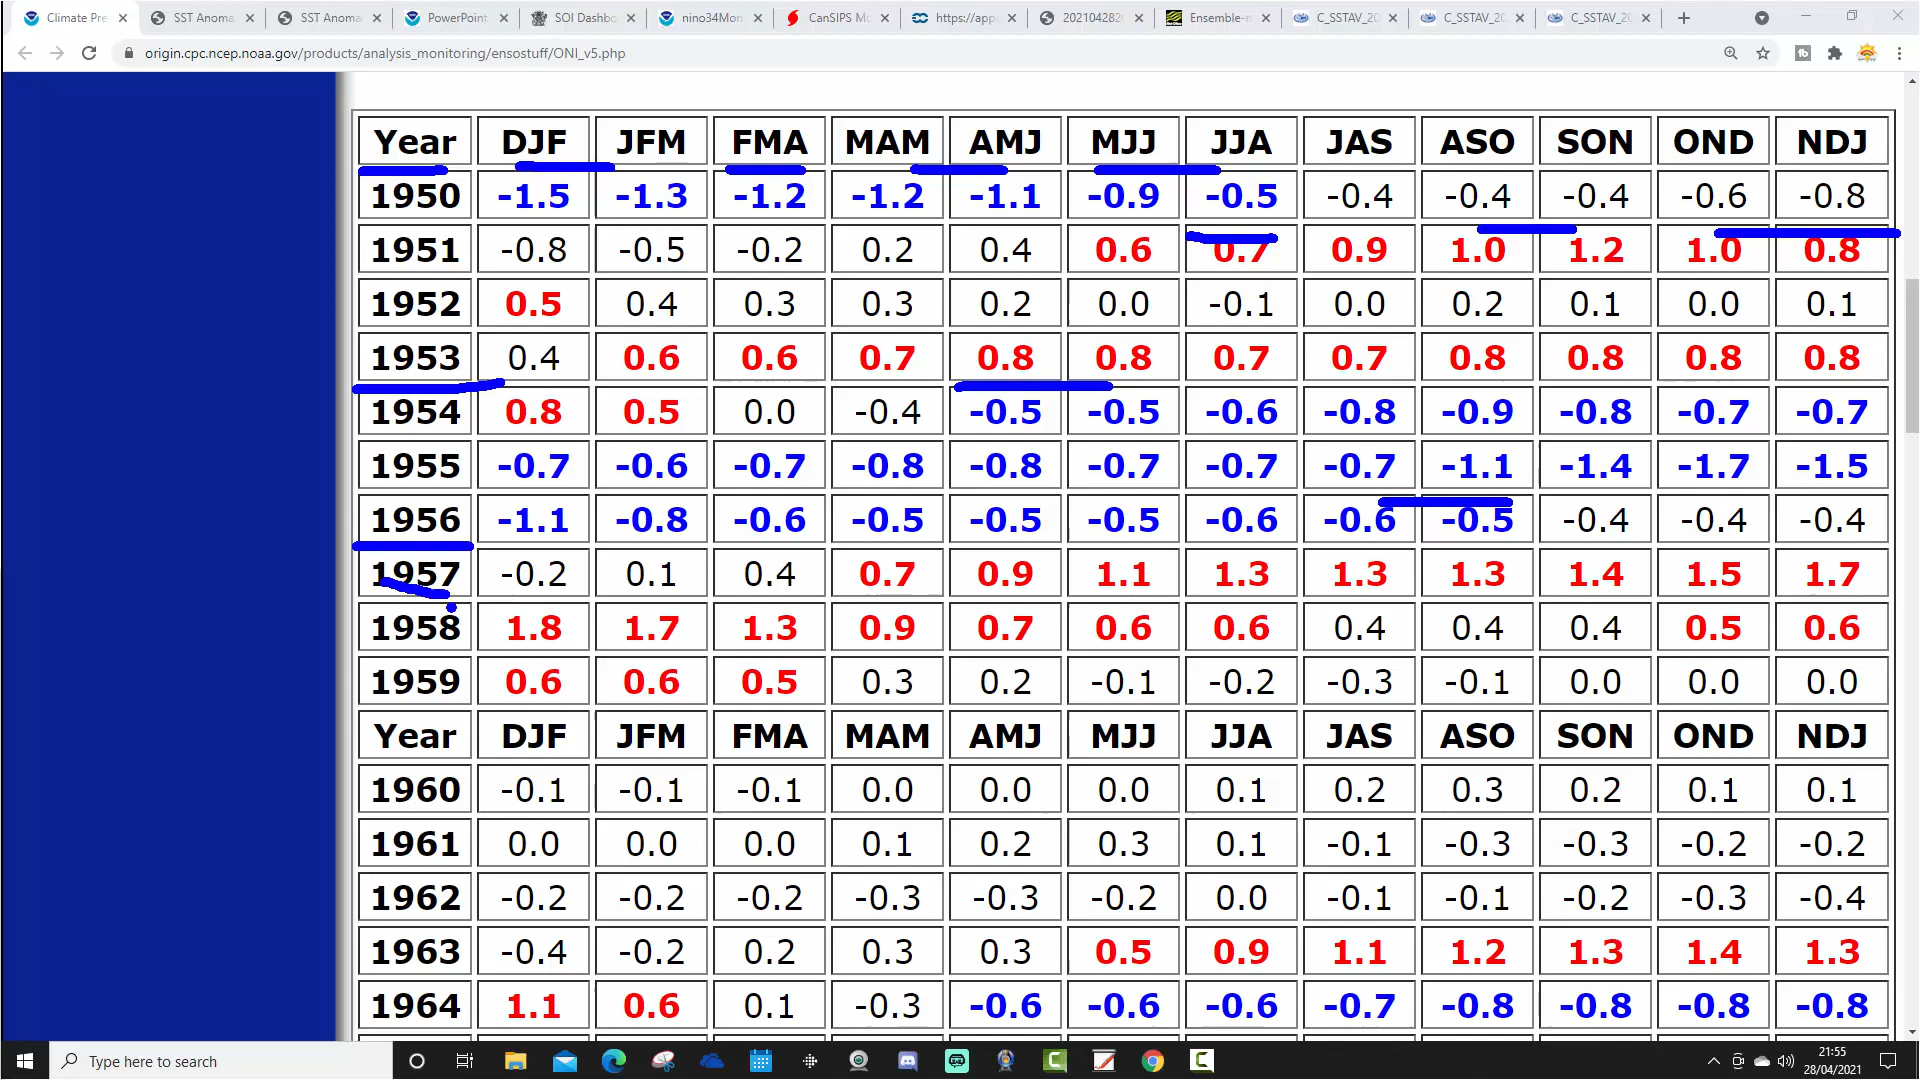 Climate Pre
SST Anoma
SST Anoma
PowerPoint
SOI Dashbo
nino34Mon
CanSIPS Mo
https://app
2021042820
Ensemble-m
C_SSTAV_20
C_SSTAV_20
C_SSTAV_20
origin.cpc.ncep.noaa.gov/products/analysis_monitoring/ensostuff/ONI_v5.php
Year DJF JFM FMA MAM AMJ MJJ JJA JAS ASO SON OND NDJ
1950 -1.5 -1.3 -1.2 -1.2 -1.1 -0.9 -0.5 -0.4 -0.4 -0.4 -0.6 -0.8
1951 -0.8 -0.5 -0.2 0.2 0.4 0.6 0.7 0.9 1.0 1.2 1.0 0.8
1952 0.5 0.4 0.3 0.3 0.2 0.0 -0.1 0.0 0.2 0.1 0.0 0.1
1953 0.4 0.6 0.6 0.7 0.8 0.8 0.7 0.7 0.8 0.8 0.8 0.8
1954 0.8 0.5 0.0 -0.4 -0.5 -0.5 -0.6 -0.8 -0.9 -0.8 -0.7 -0.7
1955 -0.7 -0.6 -0.7 -0.8 -0.8 -0.7 -0.7 -0.7 -1.1 -1.4 -1.7 -1.5
1956 -1.1 -0.8 -0.6 -0.5 -0.5 -0.5 -0.6 -0.6 -0.5 -0.4 -0.4 -0.4
1957 -0.2 0.1 0.4 0.7 0.9 1.1 1.3 1.3 1.3 1.4 1.5 1.7
1958 1.8 1.7 1.3 0.9 0.7 0.6 0.6 0.4 0.4 0.4 0.5 0.6
1959 0.6 0.6 0.5 0.3 0.2 -0.1 -0.2 -0.3 -0.1 0.0 0.0 0.0
Year DJF JFM FMA MAM AMJ MJJ JJA JAS ASO SON OND NDJ
1960 -0.1 -0.1 -0.1 0.0 0.0 0.0 0.1 0.2 0.3 0.2 0.1 0.1
1961 0.0 0.0 0.0 0.1 0.2 0.3 0.1 -0.1 -0.3 -0.3 -0.2 -0.2
1962 -0.2 -0.2 -0.2 -0.3 -0.3 -0.2 0.0 -0.1 -0.1 -0.2 -0.3 -0.4
1963 -0.4 -0.2 0.2 0.3 0.3 0.5 0.9 1.1 1.2 1.3 1.4 1.3
1964 1.1 0.6 0.1 -0.3 -0.6 -0.6 -0.6 -0.7 -0.8 -0.8 -0.8 -0.8
Type here to search
21:55
28/04/2021